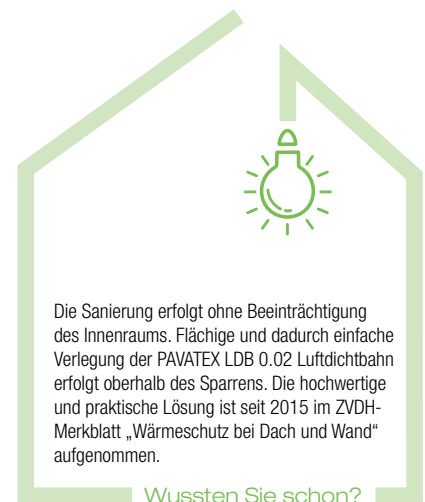 Die Sanierung erfolgt ohne Beeinträchtigung
des Innenraums. Flächige und dadurch einfache
Verlegung der PAVATEX LDB 0.02 Luftdichtbahn
erfolgt oberhalb des Sparrens. Die hochwertige
und praktische Lösung ist seit 2015 im ZVDH-
Merkblatt „Wärmeschutz bei Dach und Wand“
aufgenommen.
Wussten Sie schon?